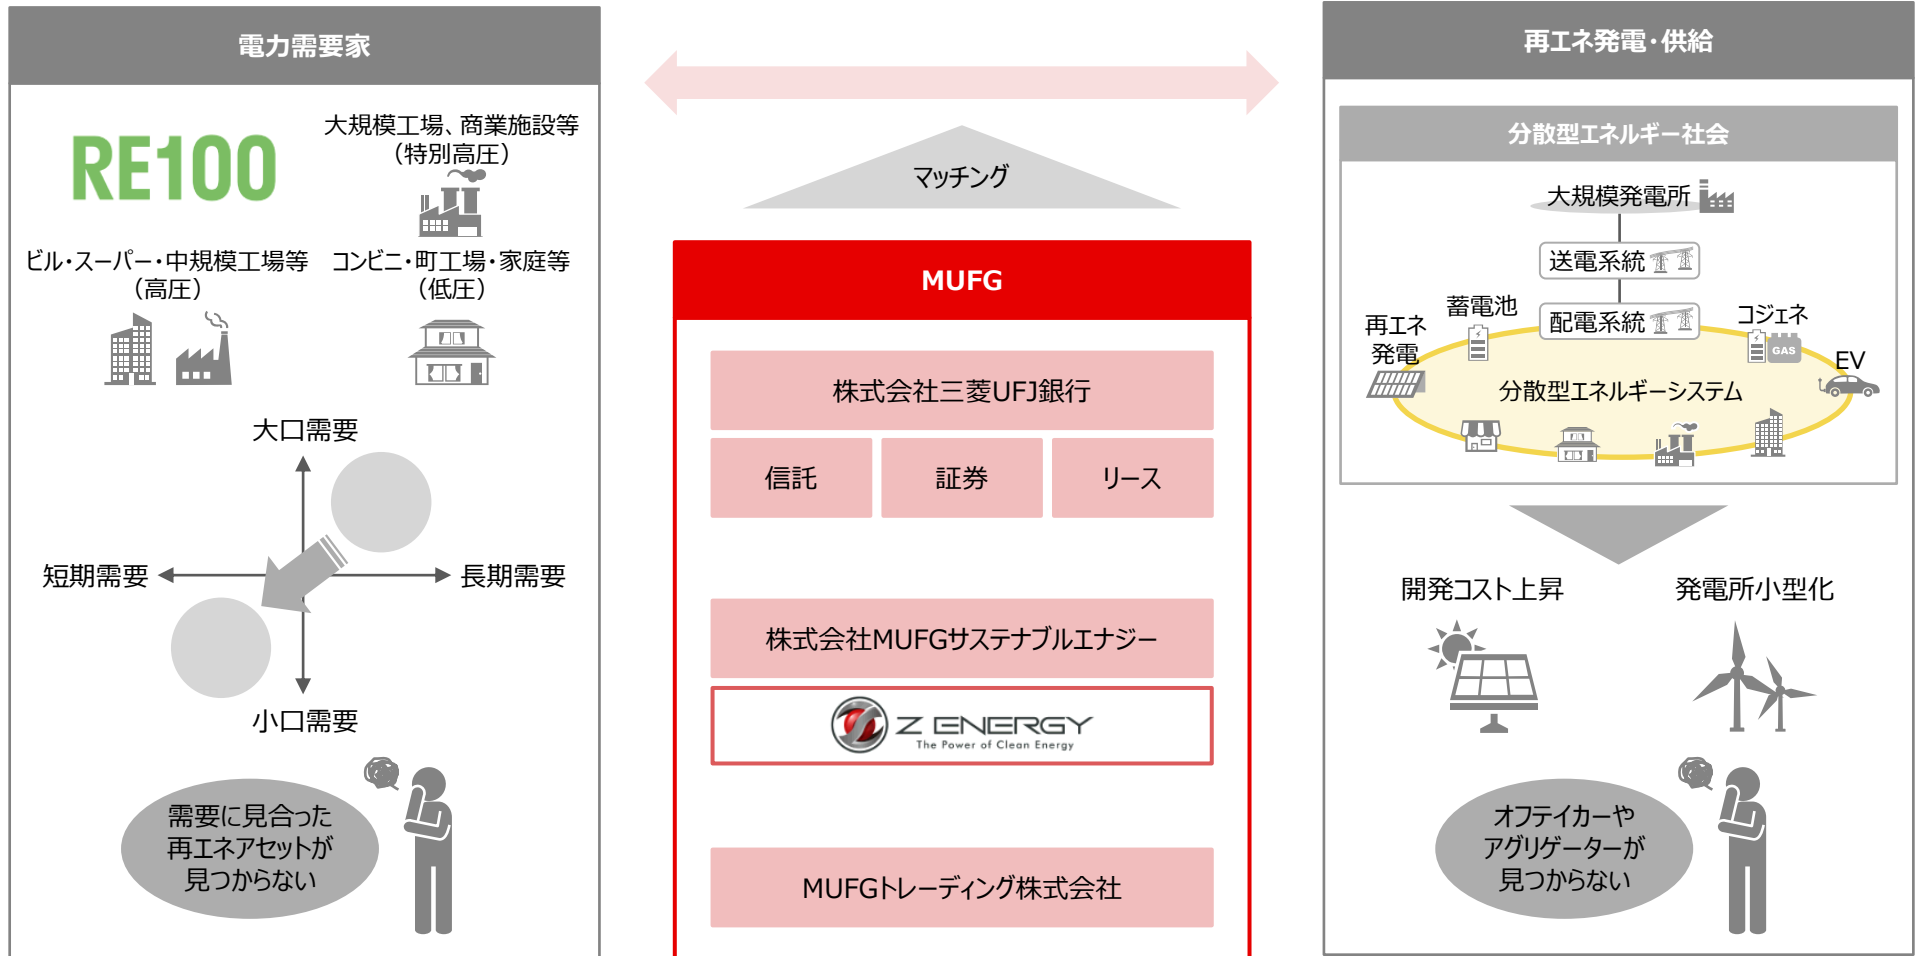 電力需要家
RE100
大規模工場、商業施設等
（特別高圧）
ビル・スーパー・中規模工場等
（高圧）
コンビニ・町工場・家庭等
（低圧）
大口需要
短期需要
長期需要
小口需要
需要に見合った
再エネアセットが
見つからない
マッチング
MUFG
株式会社三菱UFJ銀行
信託
証券
リース
株式会社MUFGサステナブルエナジー
Z ENERGY
The Power of Clean Energy
MUFGトレーディング株式会社
再エネ発電・供給
分散型エネルギー社会
大規模発電所
送電系統
配電系統
蓄電池
コジェネ
GAS
再エネ
発電
EV
分散型エネルギーシステム
開発コスト上昇
発電所小型化
オフテイカーや
アグリゲーターが
見つからない